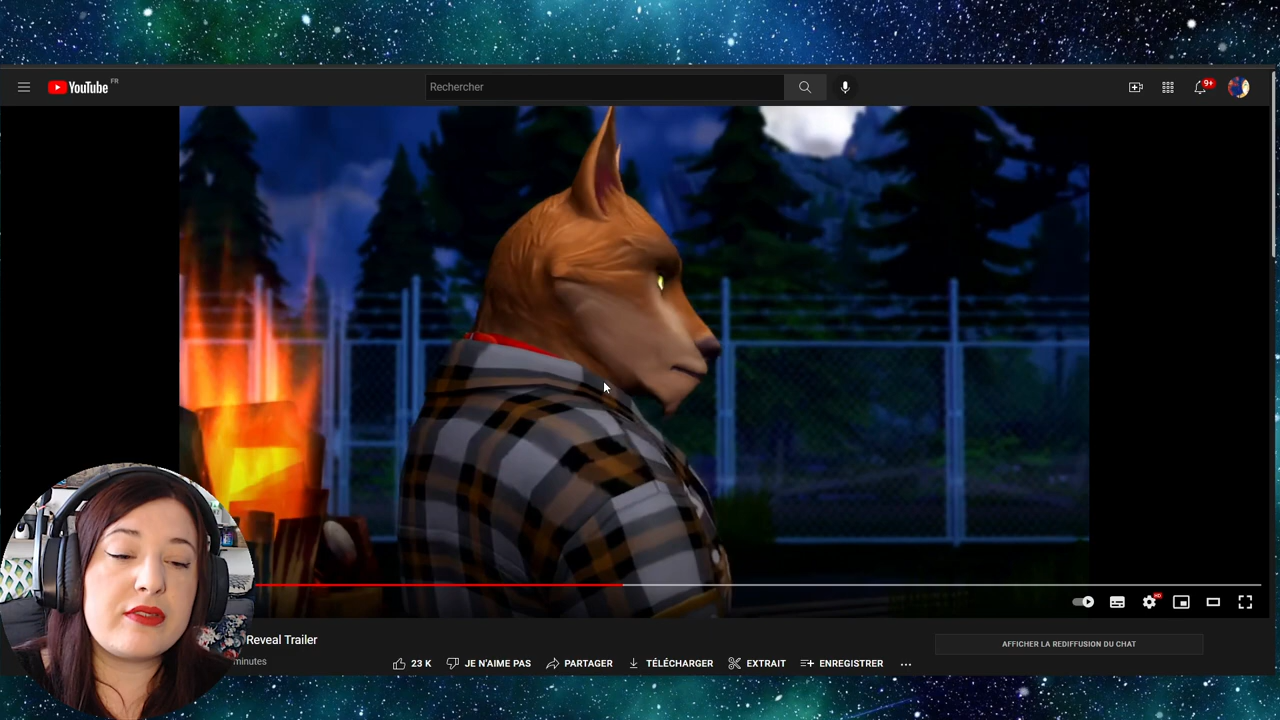 YouTube FR
Rechercher
9+
HD
Reveal Trailer
AFFICHER LA REDIFFUSION DU CHAT
minutes
23 K
JE N'AIME PAS
PARTAGER
TÉLÉCHARGER
EXTRAIT
ENREGISTRER